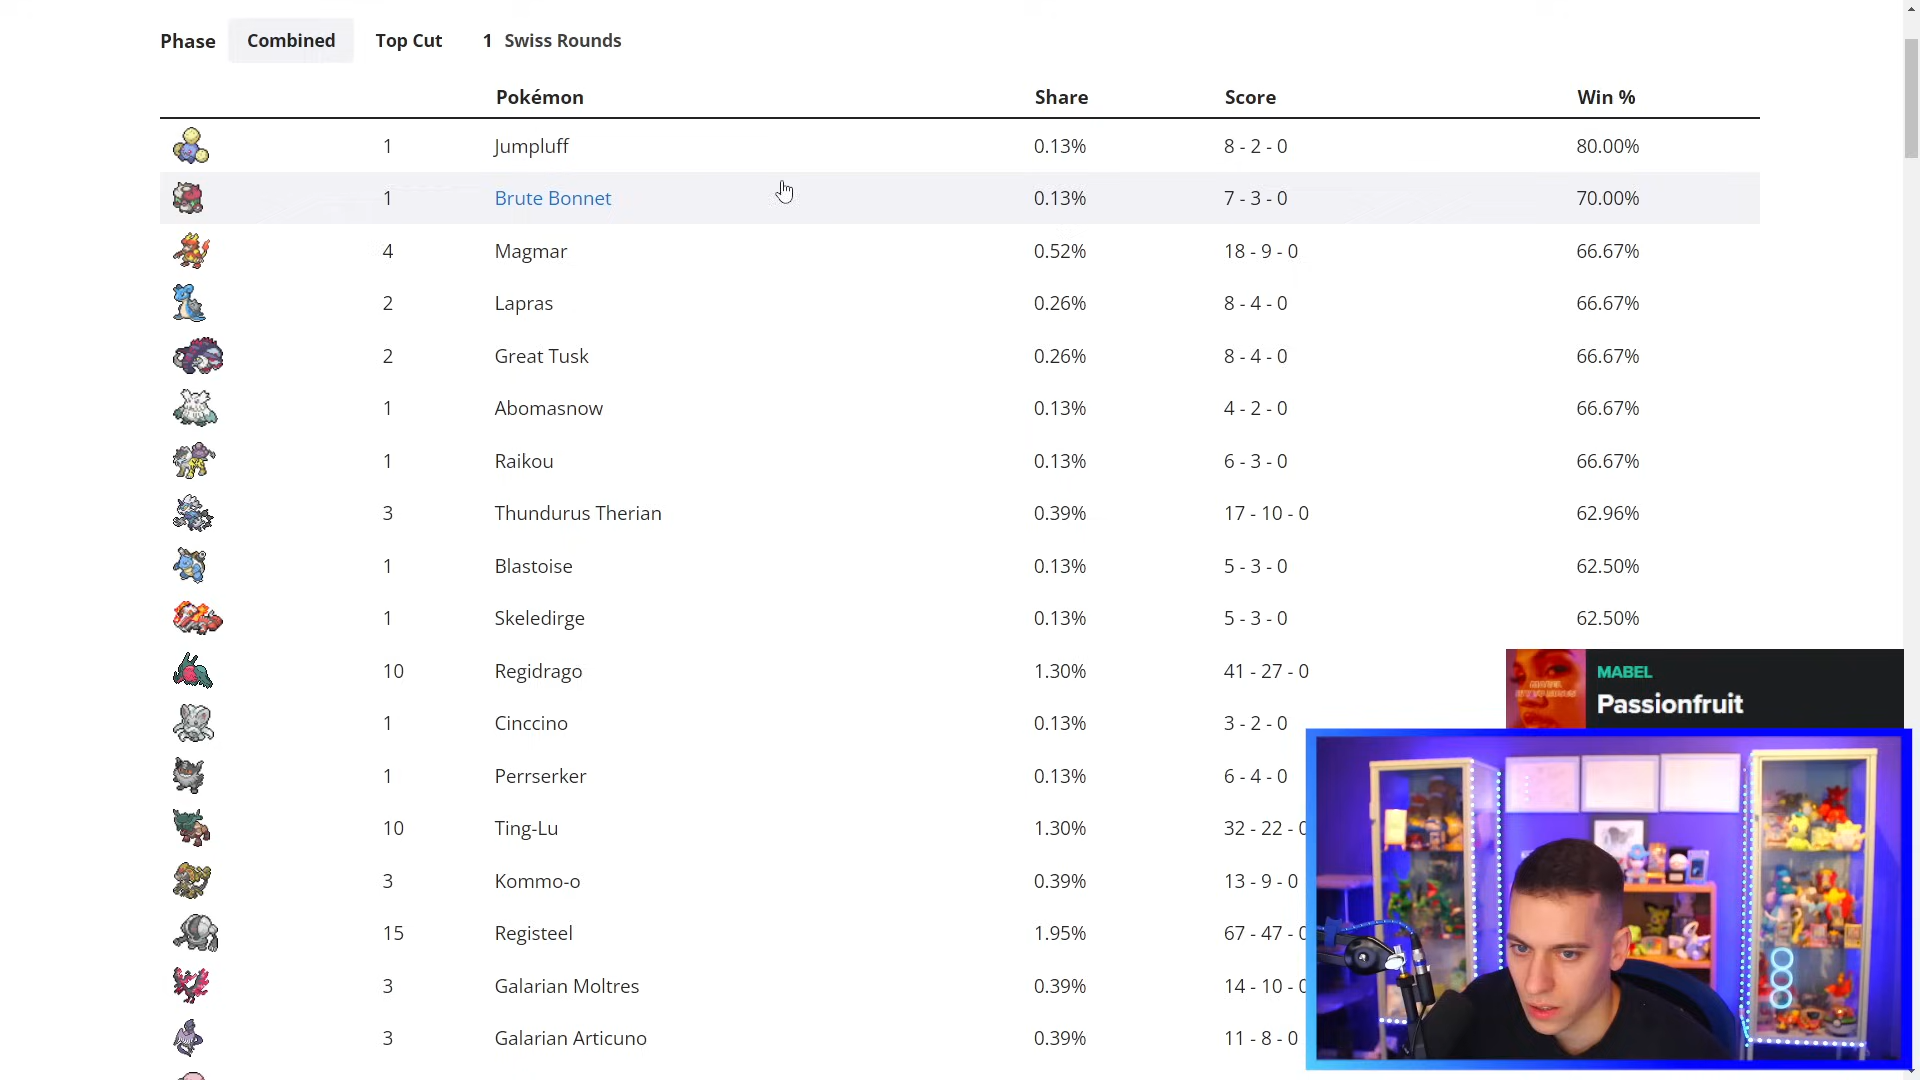 Phase Combined Top Cut 1 Swiss Rounds
Pokémon Share Score Win %
1 Jumpluff 0.13% 8 - 2 - 0 80.00%
1 Brute Bonnet 0.13% 7 - 3 - 0 70.00%
4 Magmar 0.52% 18 - 9 - 0 66.67%
2 Lapras 0.26% 8 - 4 - 0 66.67%
2 Great Tusk 0.26% 8 - 4 - 0 66.67%
1 Abomasnow 0.13% 4 - 2 - 0 66.67%
1 Raikou 0.13% 6 - 3 - 0 66.67%
3 Thundurus Therian 0.39% 17 - 10 - 0 62.96%
1 Blastoise 0.13% 5 - 3 - 0 62.50%
1 Skeledirge 0.13% 5 - 3 - 0 62.50%
10 Regidrago 1.30% 41 - 27 - 0
MABEL
Passionfruit
1 Cinccino 0.13% 3 - 2 - 0
1 Perrserker 0.13% 6 - 4 - 0
10 Ting-Lu 1.30% 32 - 22 - 0
3 Kommo-o 0.39% 13 - 9 - 0
15 Registeel 1.95% 67 - 47 - 0
3 Galarian Moltres 0.39% 14 - 10 - 0
3 Galarian Articuno 0.39% 11 - 8 - 0